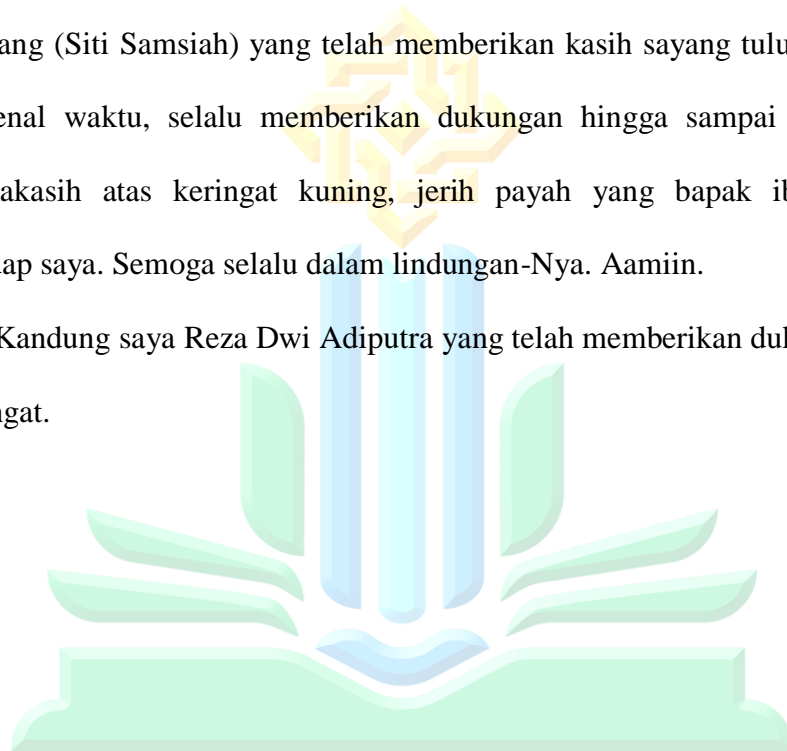 ang (Siti Samsiah) yang telah memberikan kasih sayang tulu
enal waktu, selalu memberikan dukungan hingga sampai
akasih atas keringat kuning, jerih payah yang bapak ib
ap saya. Semoga selalu dalam lindungan-Nya. Aamiin.
Kandung saya Reza Dwi Adiputra yang telah memberikan du
ngat.